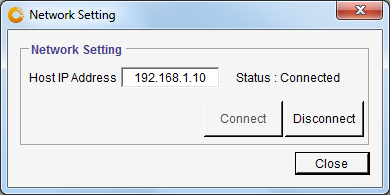 Network Setting
Network Setting
Host IP Address 192.168.1.10 Status : Connected
Connect Disconnect
Close